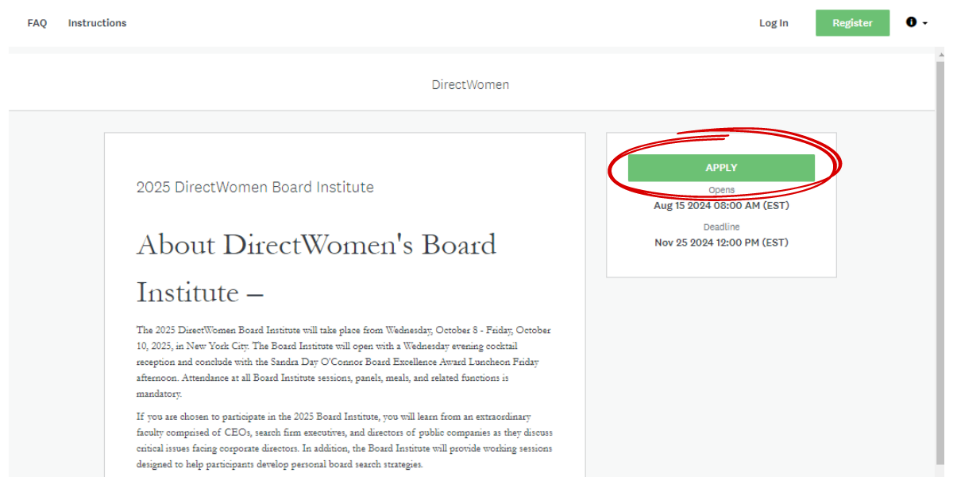 FAQ Instructions Log In Register
DirectWomen
2025 DirectWomen Board Institute
About DirectWomen's Board
Institute –
The 2025 DirectWomen Board Institute will take place from Wednesday, October 8 - Friday, October
10, 2025, in New York City. The Board Institute will open with a Wednesday evening cocktail
reception and conclude with the Sandra Day O'Connor Board Excellence Award Luncheon Friday
afternoon. Attendance at all Board Institute sessions, panels, meals, and related functions is
mandatory.
If you are chosen to participate in the 2025 Board Institute, you will learn from an extraordinary
faculty comprised of CEOs, search firm executives, and directors of public companies as they discuss
critical issues facing corporate directors. In addition, the Board Institute will provide working sessions
designed to help participants develop personal board search strategies.
APPLY
Opens
Aug 15 2024 08:00 AM (EST)
Deadline
Nov 25 2024 12:00 PM (EST)